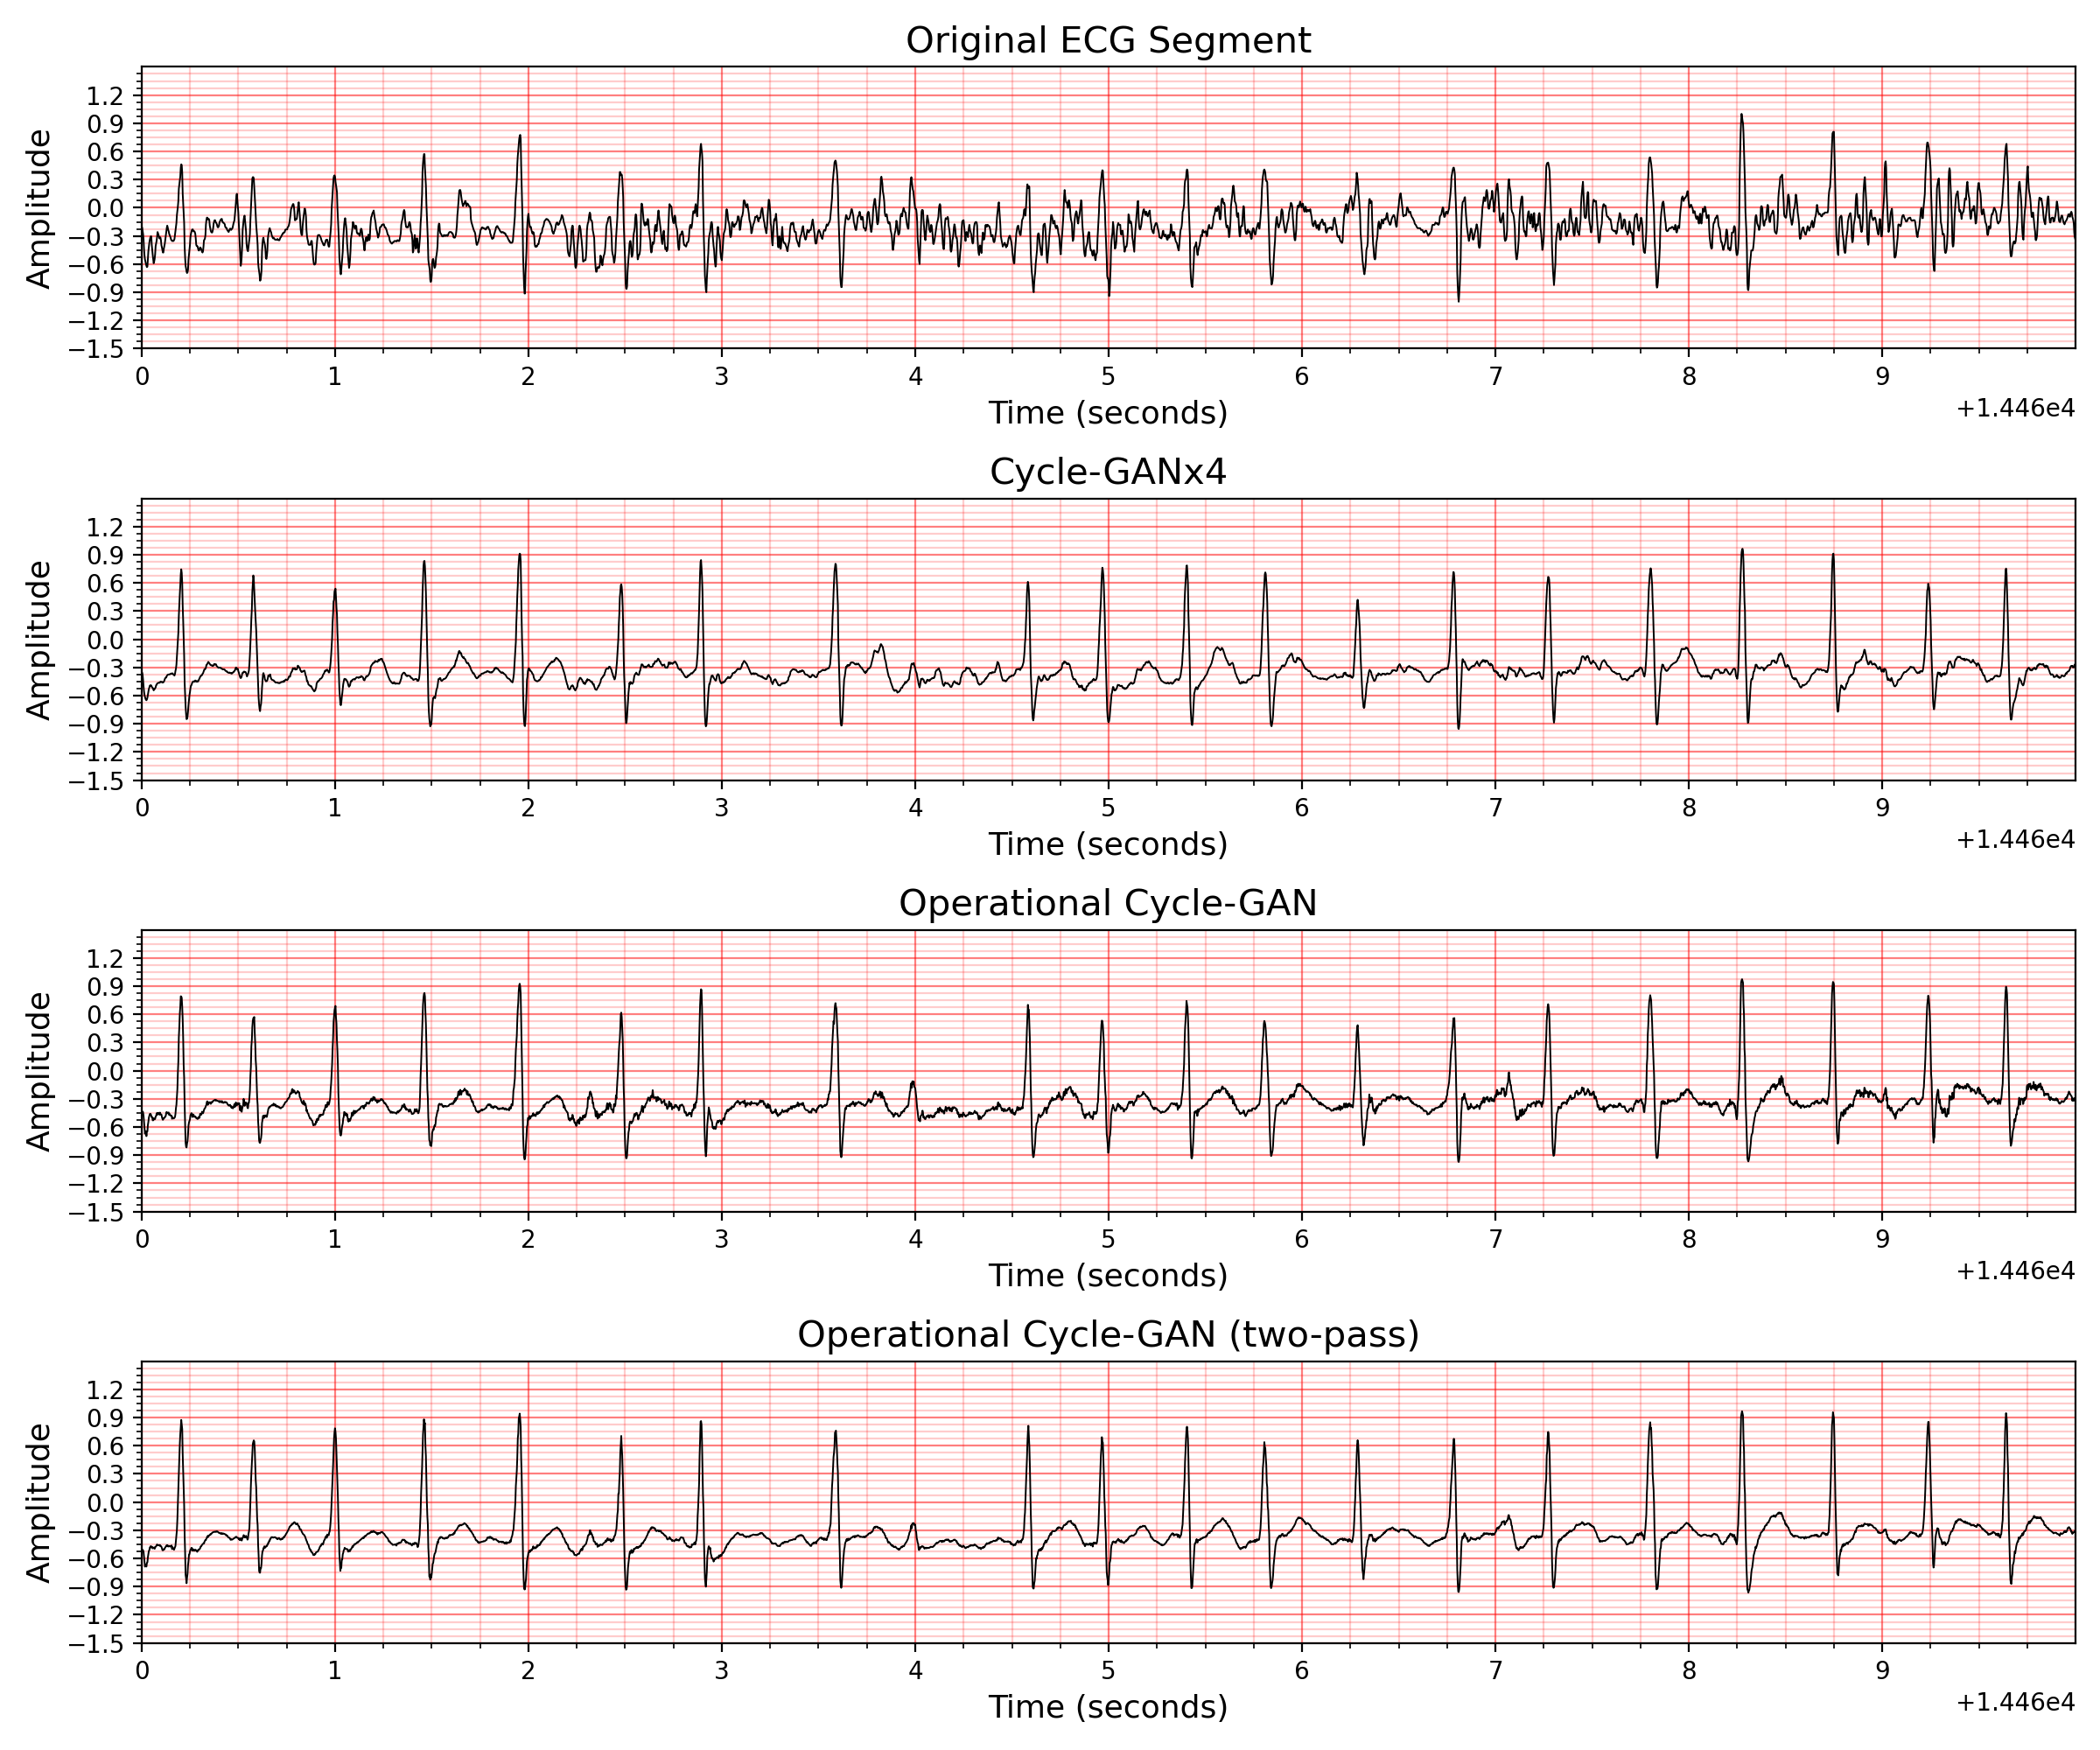 Original ECG Segment
Amplitude
1.2
0.9
0.6
0.3
0.0
−0.3
−0.6
−0.9
−1.2
−1.5
0 1 2 3 4 5 6 7 8 9
Time (seconds)
+1.446e4
Cycle-GANx4
Amplitude
1.2
0.9
0.6
0.3
0.0
−0.3
−0.6
−0.9
−1.2
−1.5
0 1 2 3 4 5 6 7 8 9
Time (seconds)
+1.446e4
Operational Cycle-GAN
Amplitude
1.2
0.9
0.6
0.3
0.0
−0.3
−0.6
−0.9
−1.2
−1.5
0 1 2 3 4 5 6 7 8 9
Time (seconds)
+1.446e4
Operational Cycle-GAN (two-pass)
Amplitude
1.2
0.9
0.6
0.3
0.0
−0.3
−0.6
−0.9
−1.2
−1.5
0 1 2 3 4 5 6 7 8 9
Time (seconds)
+1.446e4